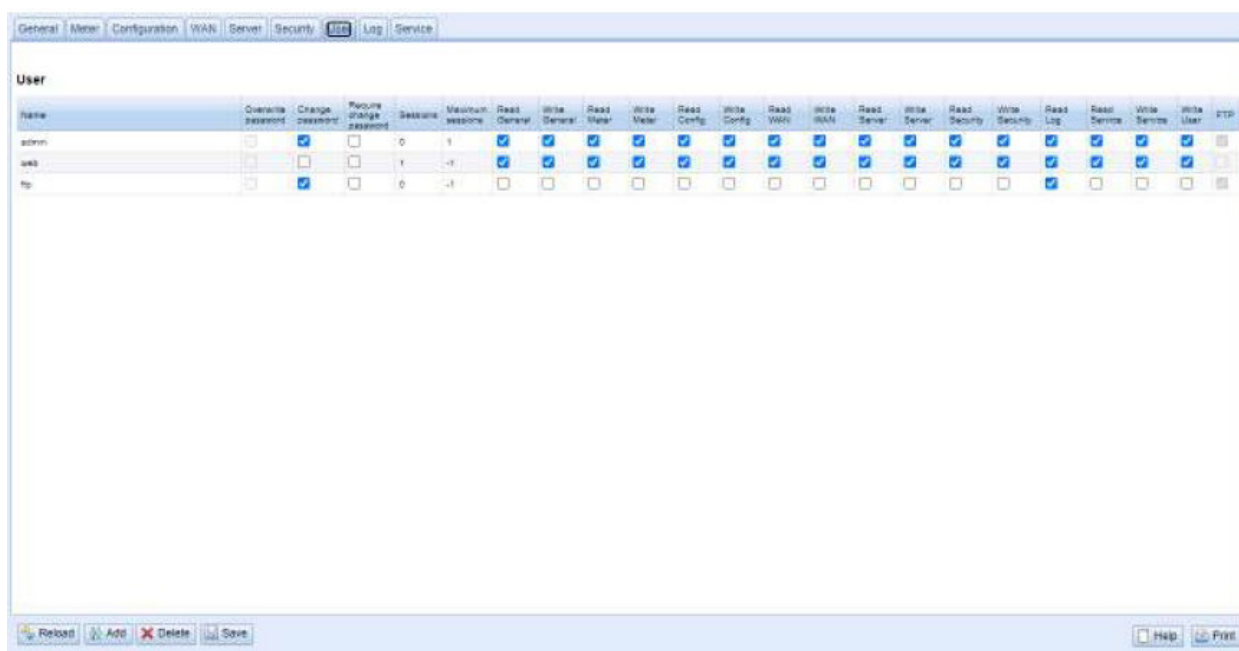 General Meter Configuration WAN Server Security User Log Service
User
Name Overwrite password Change password Require change password Sessions Maximum sessions Read General Write General Read Meter Write Meter Read Config Write Config Read WAN Write WAN Read Server Write Server Read Security Write Security Read Log Read Service Write Service Write User FTP
admin 0 1
web 1 -1
ftp 0 -1
Reload Add Delete Save Help Print